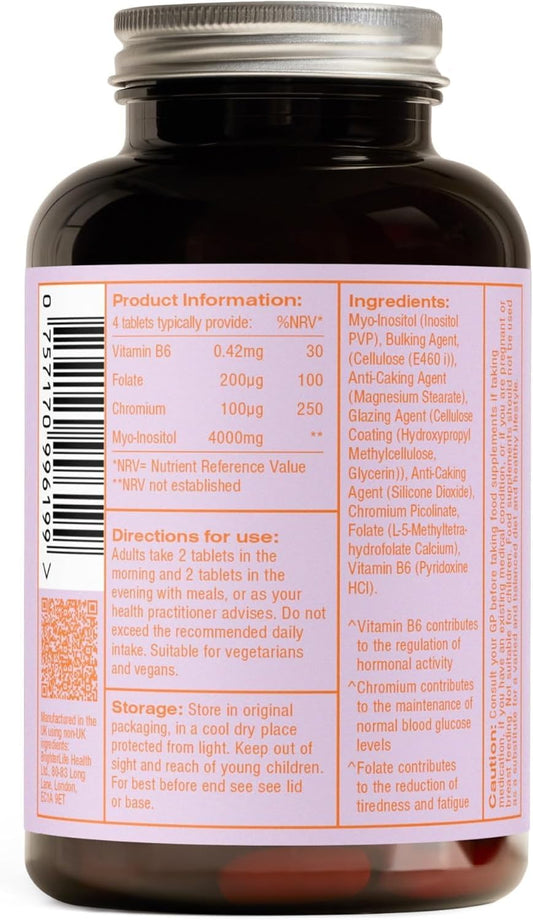 0 757170 996199 >
Manufactured in the
UK using non-UK
ingredients:
BrighterLife Health
Ltd, 80-83 Long
Lane, London,
EC1A 9ET
Product Information:
4 tablets typically provide: %NRV*
Vitamin B6 0.42mg 30
Folate 200µg 100
Chromium 100µg 250
Myo-Inositol 4000mg **
*NRV= Nutrient Reference Value
**NRV not established
Directions for use:
Adults take 2 tablets in the
morning and 2 tablets in the
evening with meals, or as your
health practitioner advises. Do not
exceed the recommended daily
intake. Suitable for vegetarians
and vegans.
Storage: Store in original
packaging, in a cool dry place
protected from light. Keep out of
sight and reach of young children.
For best before end see see lid
or base.
Ingredients:
Myo-Inositol (Inositol
PVP), Bulking Agent,
(Cellulose (E460 i)),
Anti-Caking Agent
(Magnesium Stearate),
Glazing Agent (Cellulose
Coating (Hydroxypropyl
Methylcellulose,
Glycerin)), Anti-Caking
Agent (Silicone Dioxide),
Chromium Picolinate,
Folate (L-5-Methyltetra-
hydrofolate Calcium),
Vitamin B6 (Pyridoxine
HCl).
^Vitamin B6 contributes
to the regulation of
hormonal activity
^Chromium contributes
to the maintenance of
normal blood glucose
levels
^Folate contributes
to the reduction of
tiredness and fatigue
Caution: Consult your GP before taking food supplements if taking
medication, if you have an existing medical condition, or if you are pregnant or
breast feeding. Not suitable for children. Food supplements should not be used
as a substitute for a varied and balanced diet and healthy lifestyle.